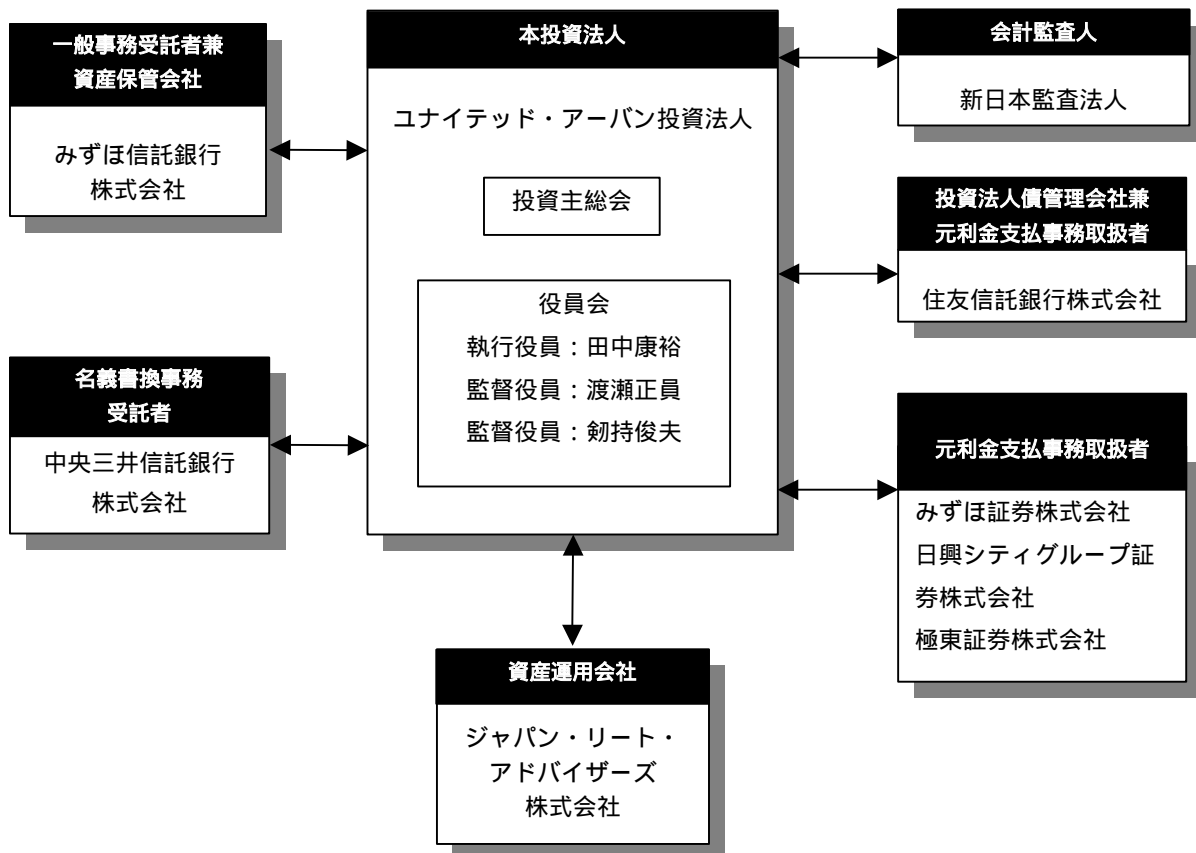 一般事務受託者兼
資産保管会社
みずほ信託銀行
株式会社
名義書換事務
受託者
中央三井信託銀行
株式会社
本投資法人
ユナイテッド・アーバン投資法人
投資主総会
役員会
執行役員：田中康裕
監督役員：渡瀬正員
監督役員：剱持俊夫
資産運用会社
ジャパン・リート・
アドバイザーズ
株式会社
会計監査人
新日本監査法人
投資法人債管理会社兼
元利金支払事務取扱者
住友信託銀行株式会社
元利金支払事務取扱者
みずほ証券株式会社
日興シティグループ証
券株式会社
極東証券株式会社